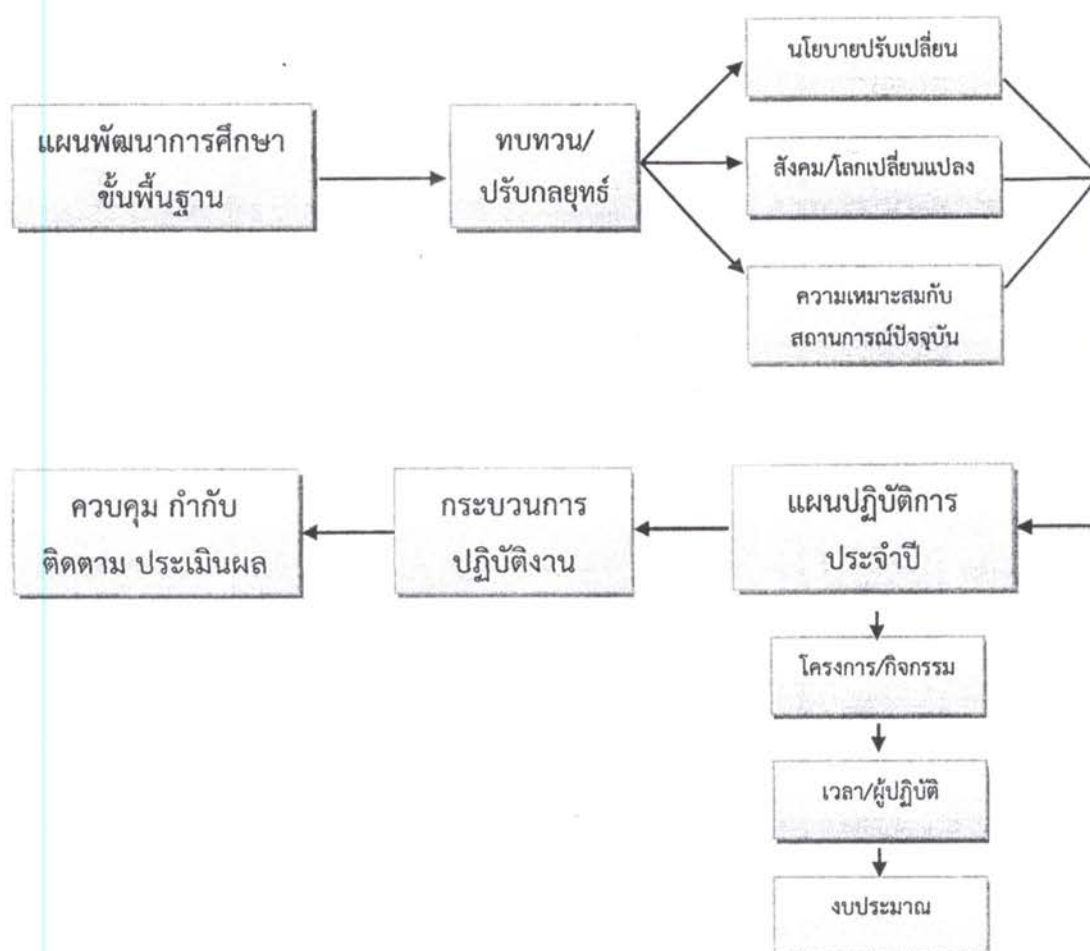 แผนพัฒนาการศึกษา
ขั้นพื้นฐาน
ทบทวน/
ปรับกลยุทธ์
นโยบายปรับเปลี่ยน
สังคม/โลกเปลี่ยนแปลง
ความเหมาะสมกับ
สถานการณ์ปัจจุบัน
ควบคุม กำกับ
ติดตาม ประเมินผล
กระบวนการ
ปฏิบัติงาน
แผนปฏิบัติการ
ประจำปี
โครงการ/กิจกรรม
เวลา/ผู้ปฏิบัติ
งบประมาณ